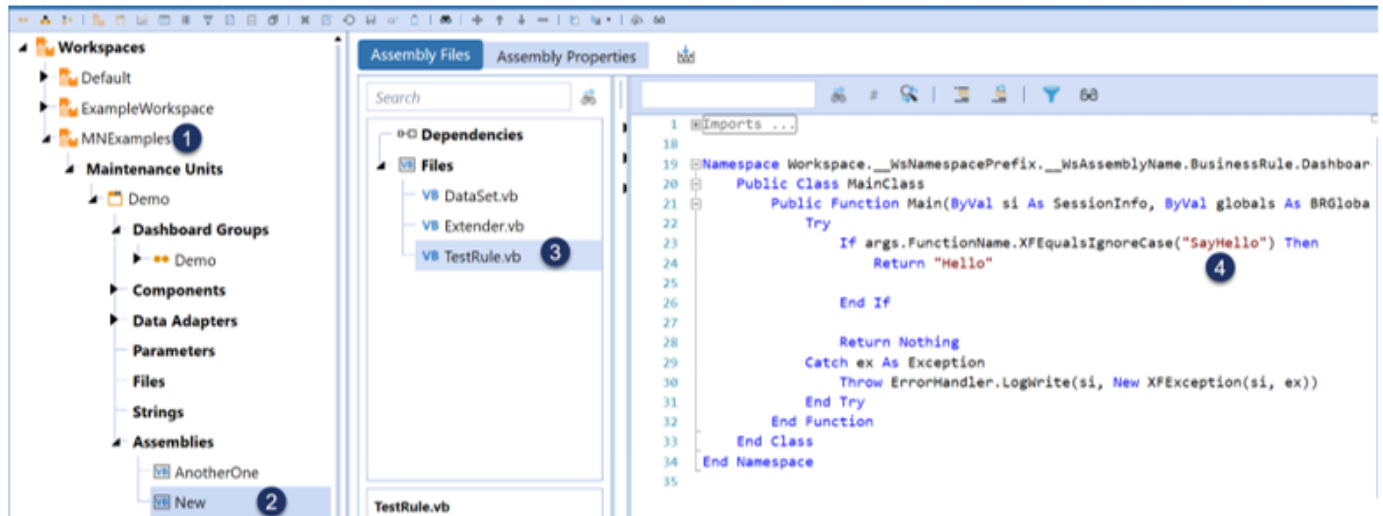 Workspaces
Default
ExampleWorkspace
MNExamples 1
Maintenance Units
Demo
Dashboard Groups
Demo
Components
Data Adapters
Parameters
Files
Strings
Assemblies
AnotherOne
New 2
Assembly Files Assembly Properties
Search
Dependencies
Files
DataSet.vb
Extender.vb
TestRule.vb 3
TestRule.vb
1 Imports ...
18
19 Namespace Workspace.__WsNamespacePrefix.__WsAssemblyName.BusinessRule.Dashboar
20 Public Class MainClass
21 Public Function Main(ByVal si As SessionInfo, ByVal globals As BRGloba
22 Try
23 If args.FunctionName.XFEqualsIgnoreCase("SayHello") Then
24 Return "Hello" 4
25
26 End If
27
28 Return Nothing
29 Catch ex As Exception
30 Throw ErrorHandler.LogWrite(si, New XFException(si, ex))
31 End Try
32 End Function
33 End Class
34 End Namespace
35